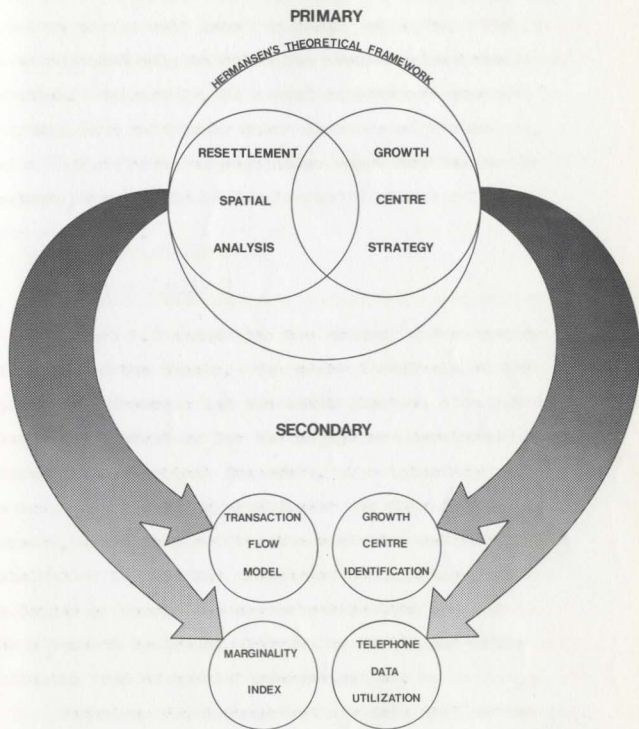 PRIMARY
HERMANSEN'S THEORETICAL FRAMEWORK
RESETTLEMENT
SPATIAL
ANALYSIS
GROWTH
CENTRE
STRATEGY
SECONDARY
TRANSACTION
FLOW
MODEL
GROWTH
CENTRE
IDENTIFICATION
MARGINALITY
INDEX
TELEPHONE
DATA
UTILIZATION